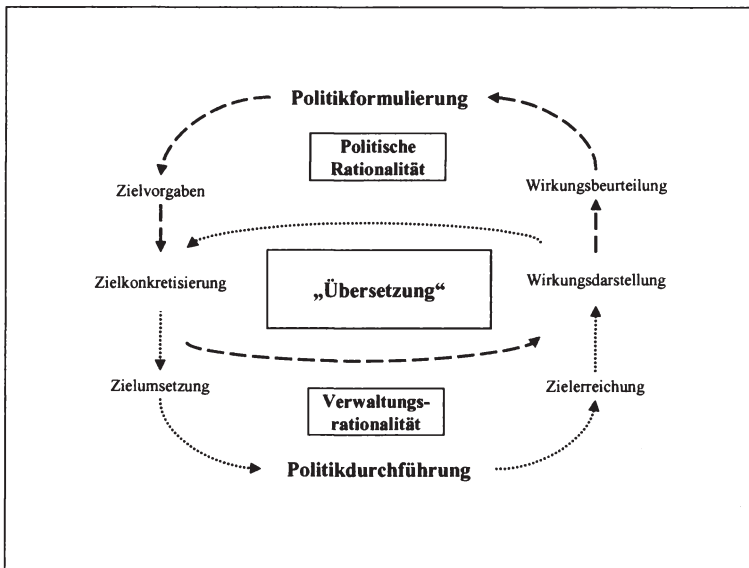 Politikformulierung
Politische
Rationalität
Zielvorgaben
Wirkungsbeurteilung
Zielkonkretisierung
„Übersetzung“
Wirkungsdarstellung
Zielumsetzung
Verwaltungs-
rationalität
Zielerreichung
Politikdurchführung